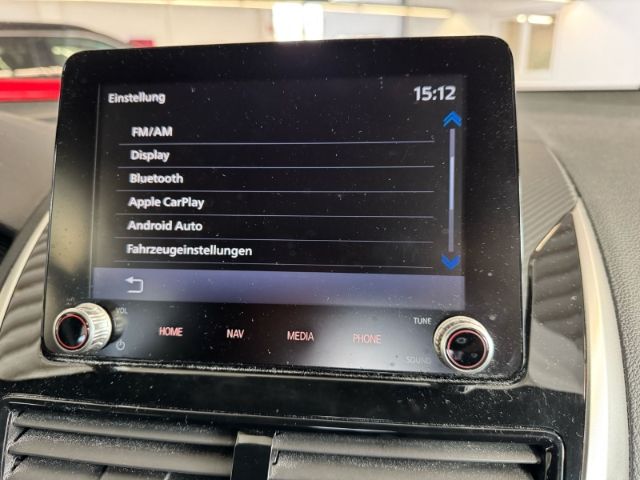 Einstellung 15:12
FM/AM
Display
Bluetooth
Apple CarPlay
Android Auto
Fahrzeugeinstellungen
VOL TUNE
HOME NAV MEDIA PHONE
SOUND